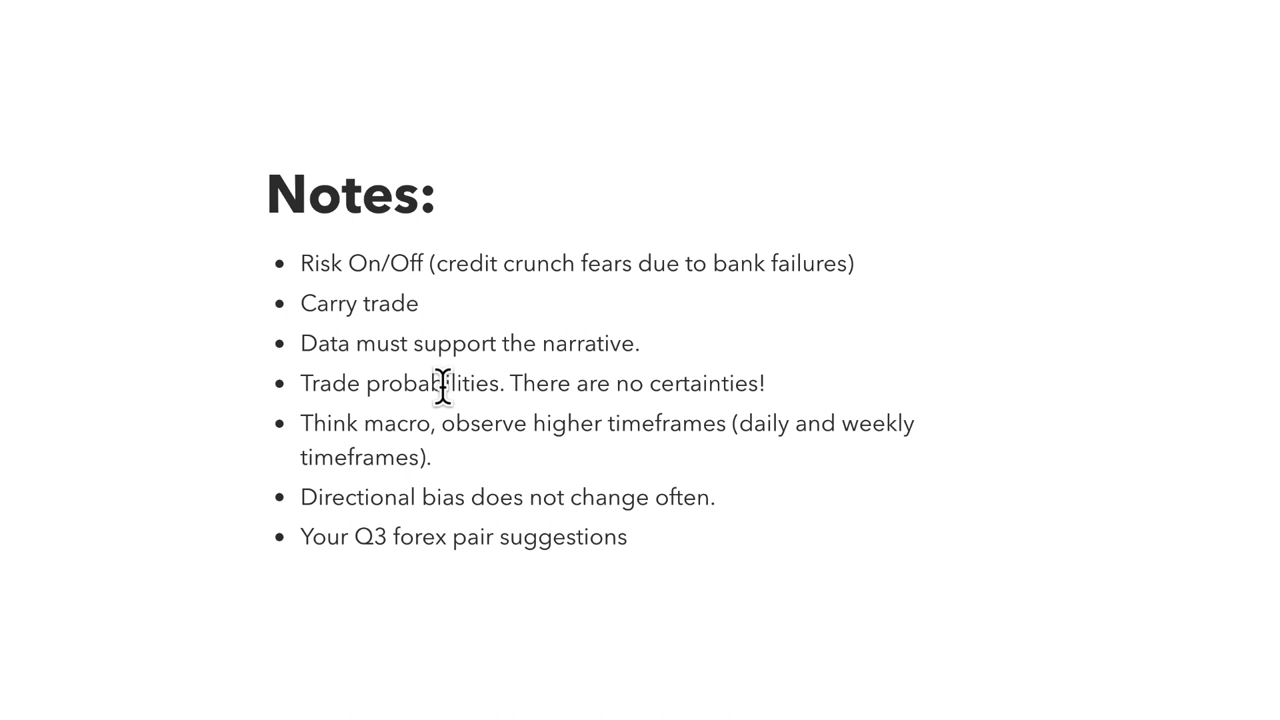 Notes:
• Risk On/Off (credit crunch fears due to bank failures)
• Carry trade
• Data must support the narrative.
• Trade probabilities. There are no certainties!
• Think macro, observe higher timeframes (daily and weekly
timeframes).
• Directional bias does not change often.
• Your Q3 forex pair suggestions